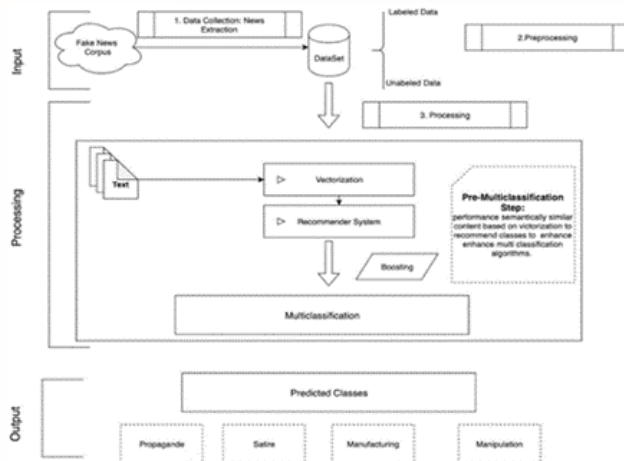 Input
Fake News
Corpus
1. Data Collection: News
Extraction
DataSet
Labeled Data
Unabeled Data
2.Preprocessing
3. Processing
Processing
Text
Vectorization
Recommender System
Pre-Multiclassification
Step:
performance semantically similar
content based on victorization to
recommend classes to enhance
enhance multi classification
algorithms.
Boosting
Multiclassification
Output
Predicted Classes
Propagande
Satire
Manufacturing
Manipulation